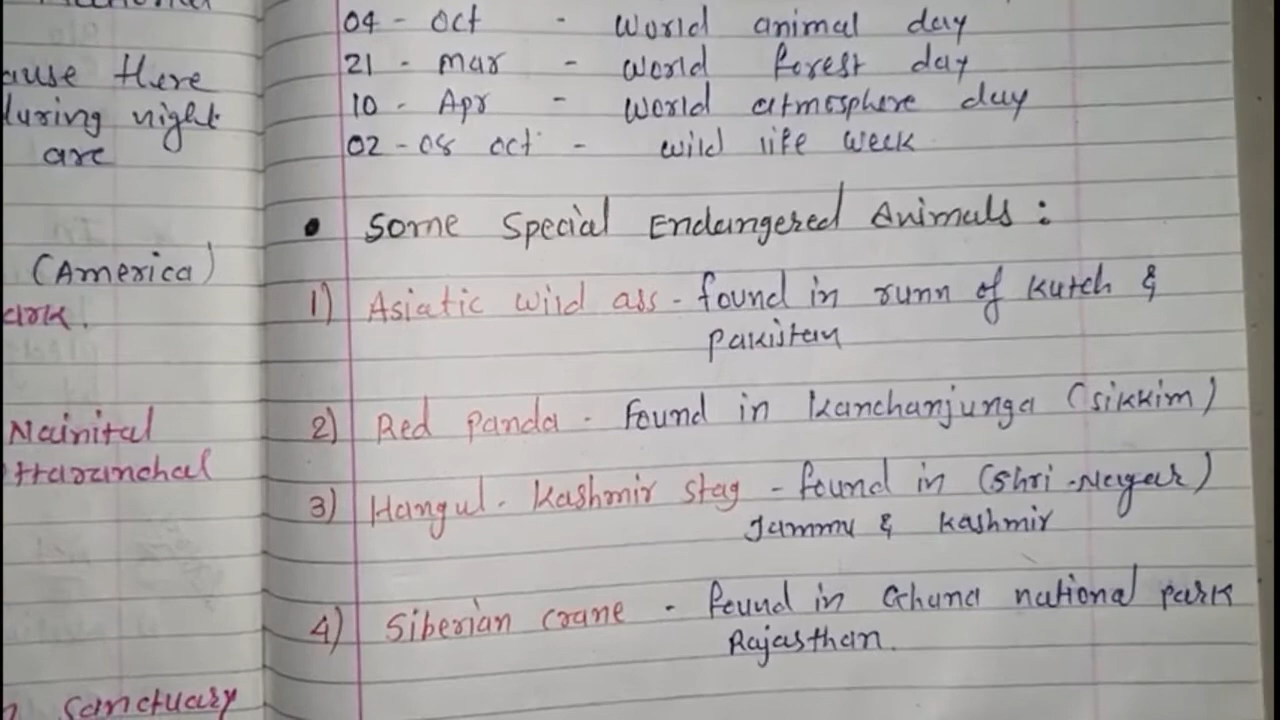 ause there
during night
are
(America)
ark.
Nainital
ttaranchal
Sanctuary
04 - Oct - World animal day
21 - Mar - World forest day
10 - Apr - World atmosphere day
02 - 08 oct - wild life week
• Some Special Endangered Animals :
1) Asiatic wild ass - found in runn of Kutch &
Pakistan
2) Red Panda - Found in Kanchanjunga (Sikkim)
3) Hangul - Kashmir stag - found in (Shri-Nagar)
Jammu & Kashmir
4) Siberian Crane - found in Ghana national park
Rajasthan.